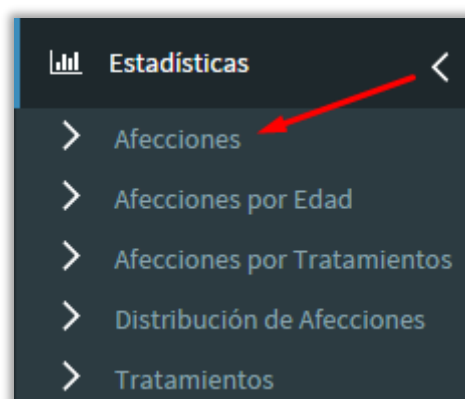 Estadísticas
Afecciones
Afecciones por Edad
Afecciones por Tratamientos
Distribución de Afecciones
Tratamientos